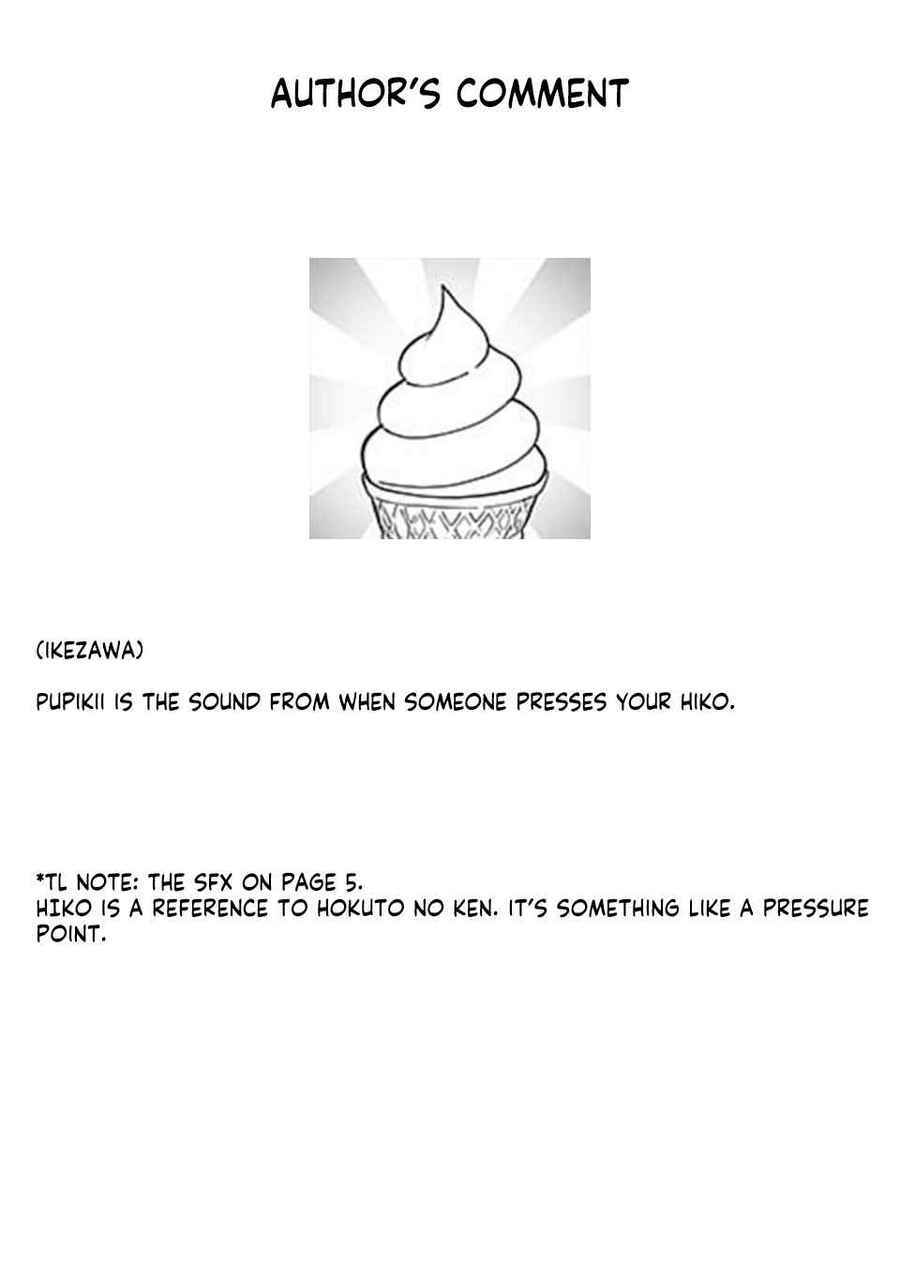 AUTHOR'S COMMENT
(IKEZAWA)
PUPIKII IS THE SOUND FROM WHEN SOMEONE PRESSES YOUR HIKO.
*TL NOTE: THE SFX ON PAGE 5.
HIKO IS A REFERENCE TO HOKUTO NO KEN. IT'S SOMETHING LIKE A PRESSURE
POINT.